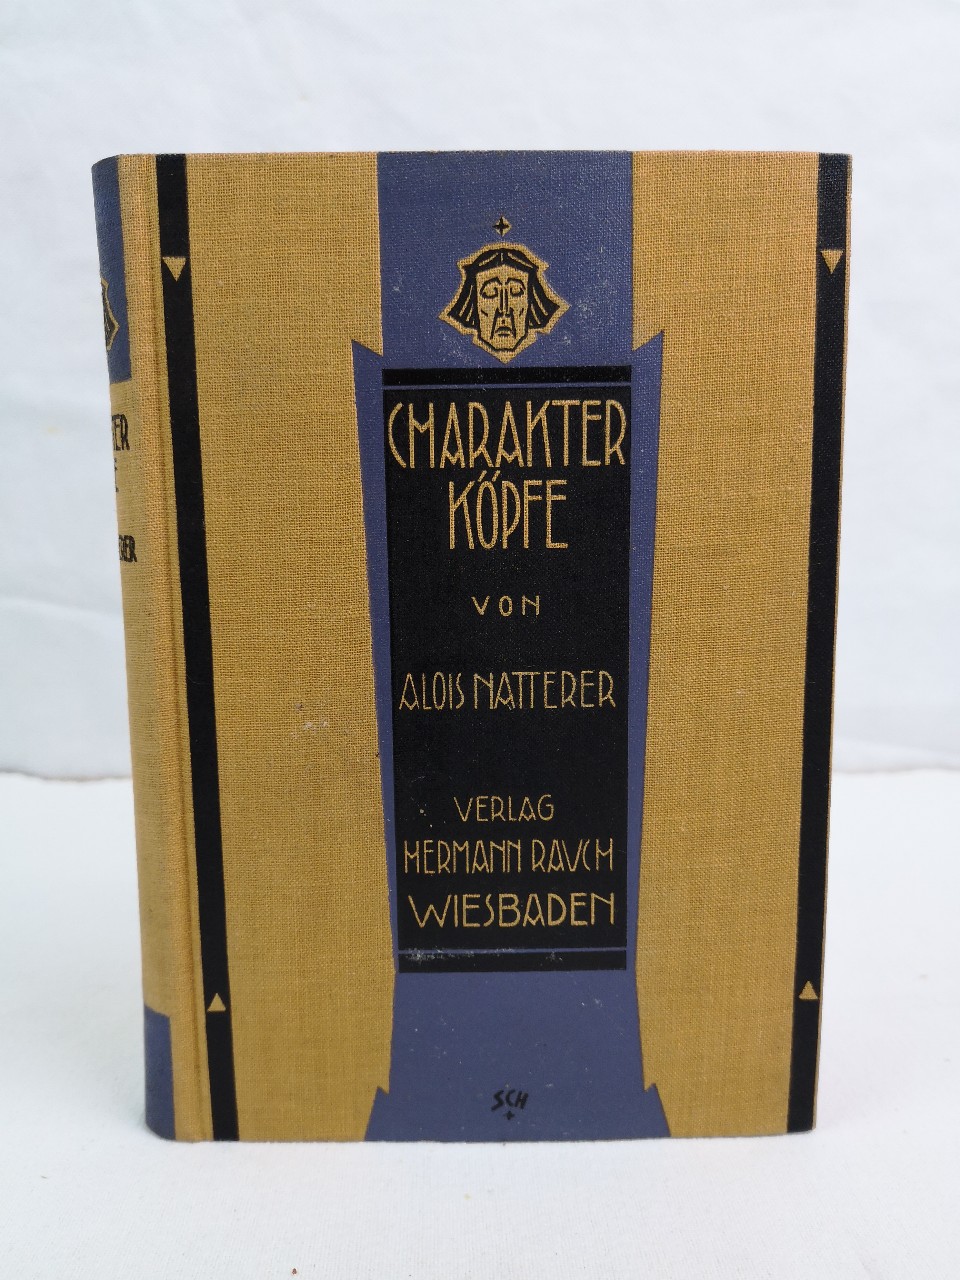 CHARAKTER
KÖPFE
VON
ALOIS NATTERER
VERLAG
HERMANN RAUCH
WIESBADEN
SCH